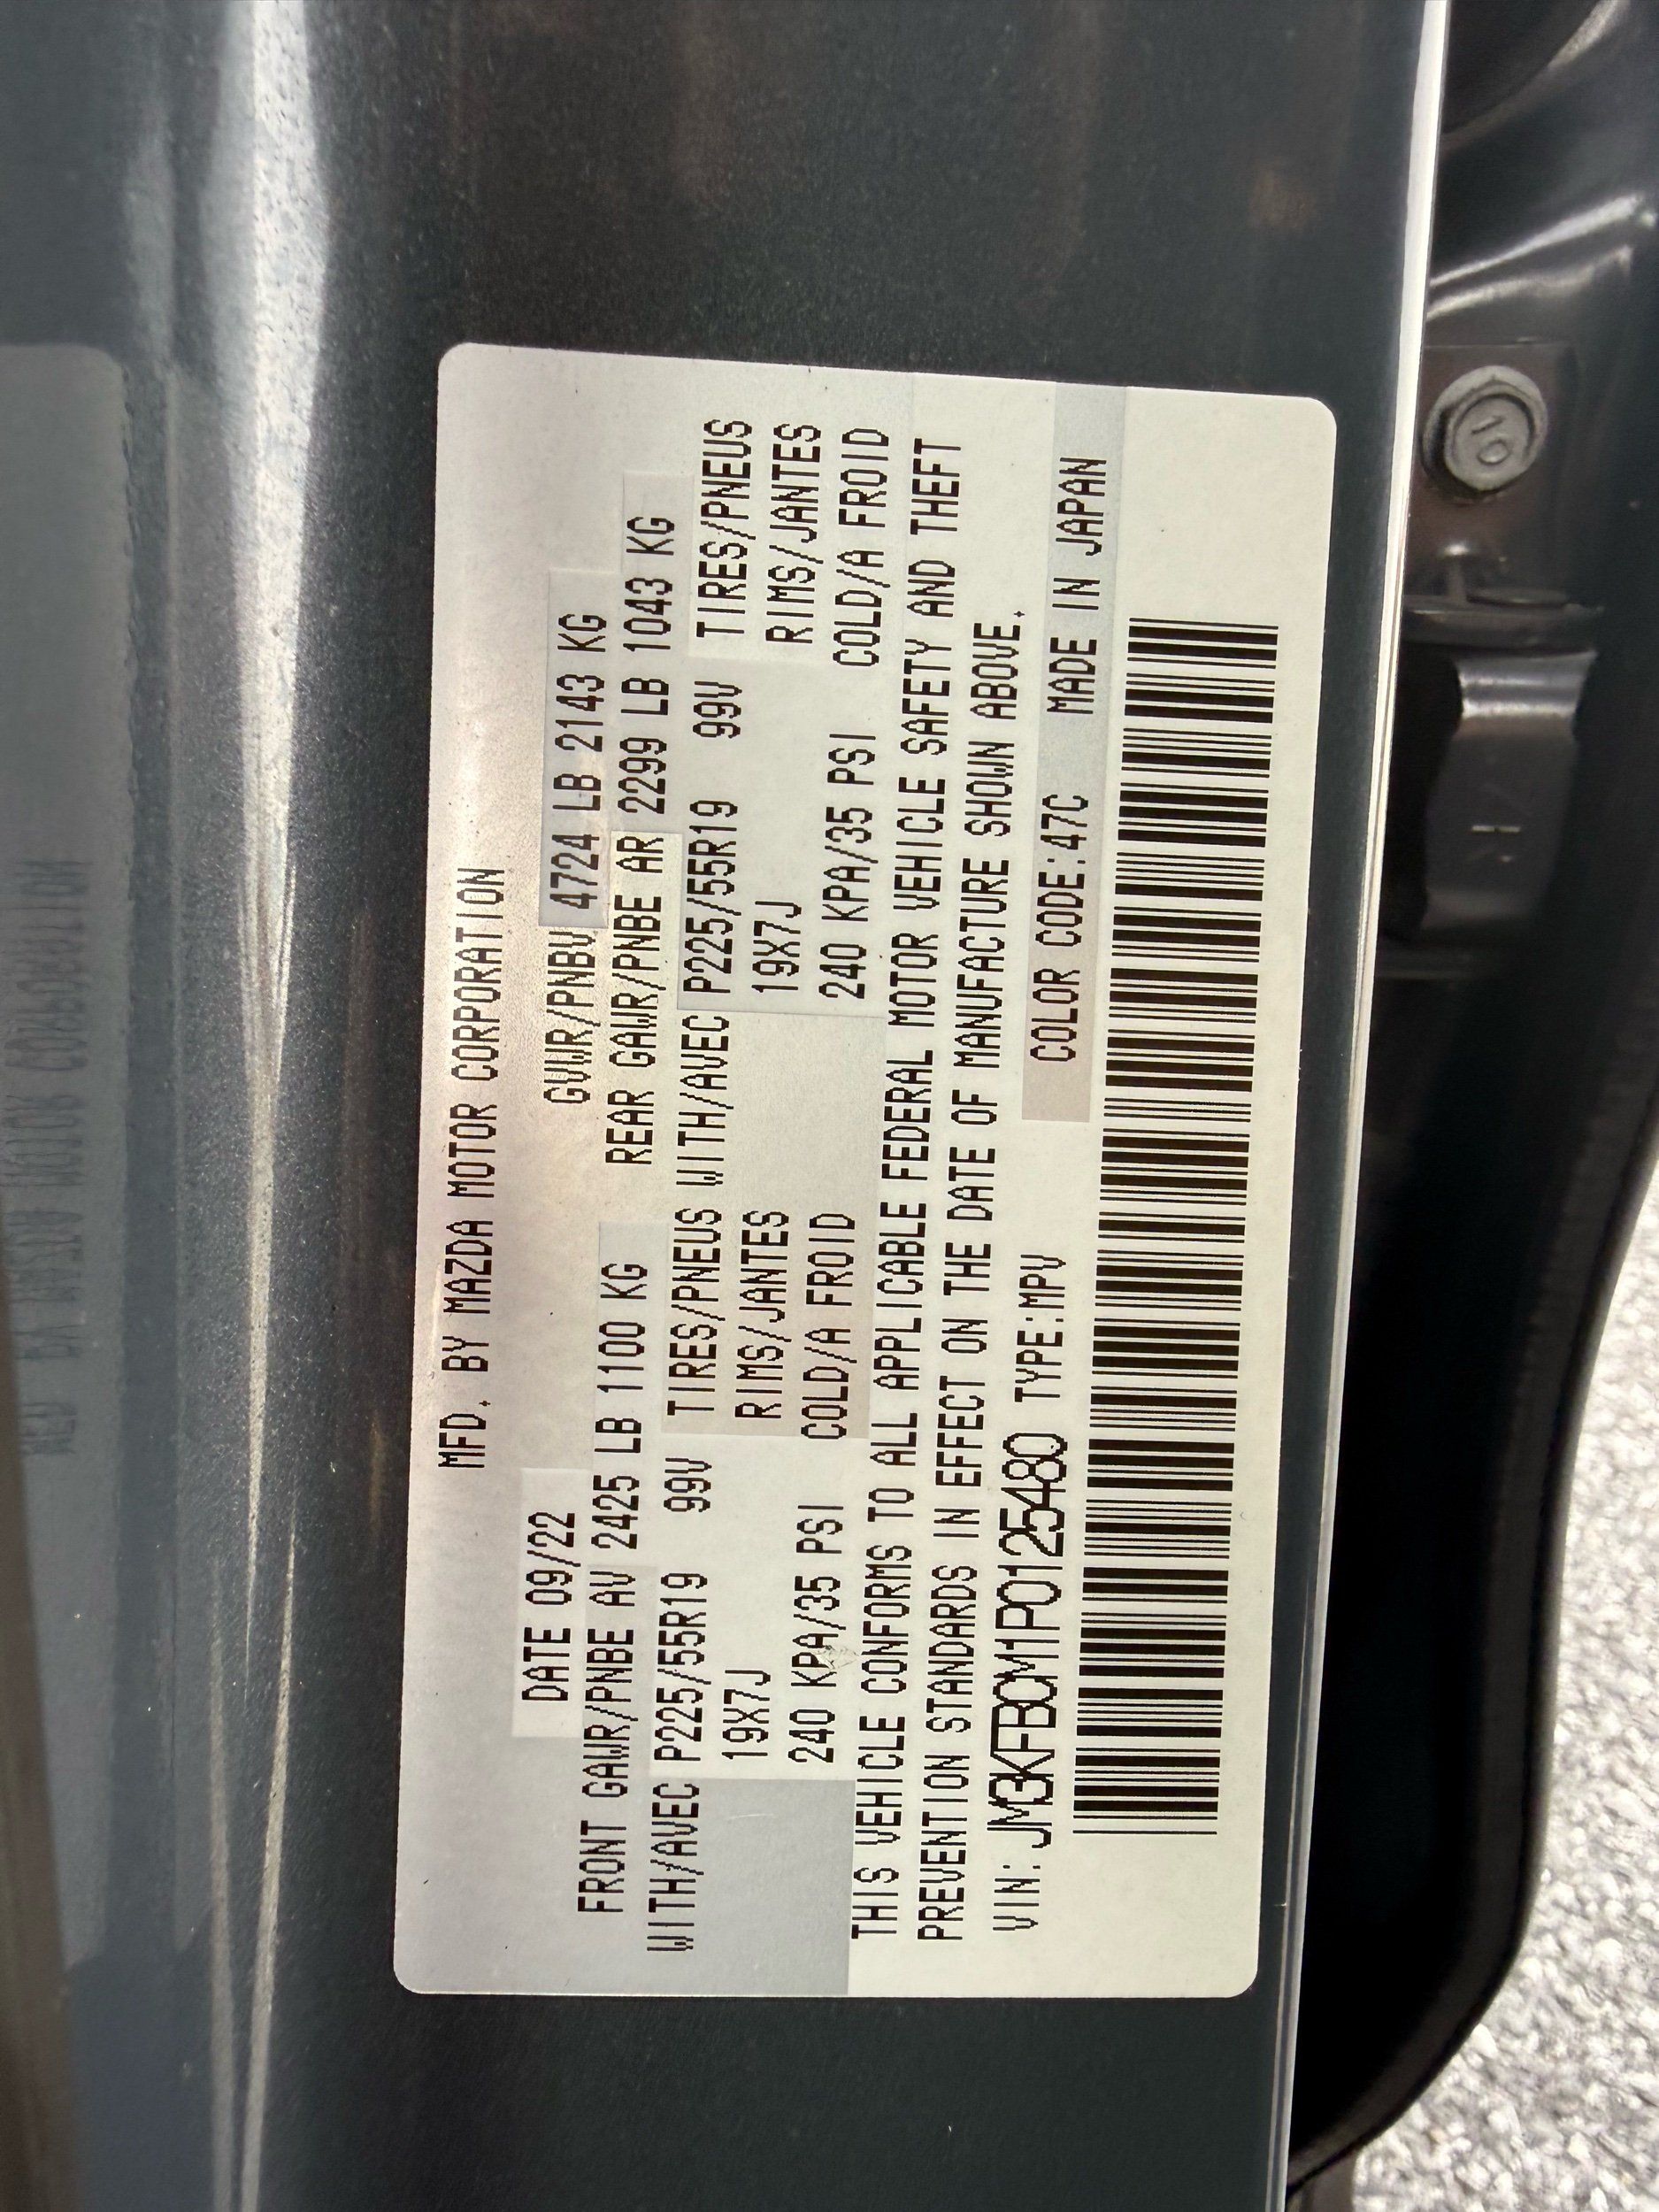 MFD. BY MAZDA MOTOR CORPORATION
DATE 09/22 GVWR/PNBV 4724 LB 2143 KG
FRONT GAWR/PNBE AV 2425 LB 1100 KG REAR GAWR/PNBE AR 2299 LB 1043 KG
WITH/AVEC P225/55R19 99V TIRES/PNEUS WITH/AVEC P225/55R19 99V TIRES/PNEUS
19X7J RIMS/JANTES 19X7J RIMS/JANTES
240 KPA/35 PSI COLD/A FROID 240 KPA/35 PSI COLD/A FROID
THIS VEHICLE CONFORMS TO ALL APPLICABLE FEDERAL MOTOR VEHICLE SAFETY AND THEFT
PREVENTION STANDARDS IN EFFECT ON THE DATE OF MANUFACTURE SHOWN ABOVE.
VIN: JM3KFBCM1P0125480 TYPE:MPV COLOR CODE:47C MADE IN JAPAN
10